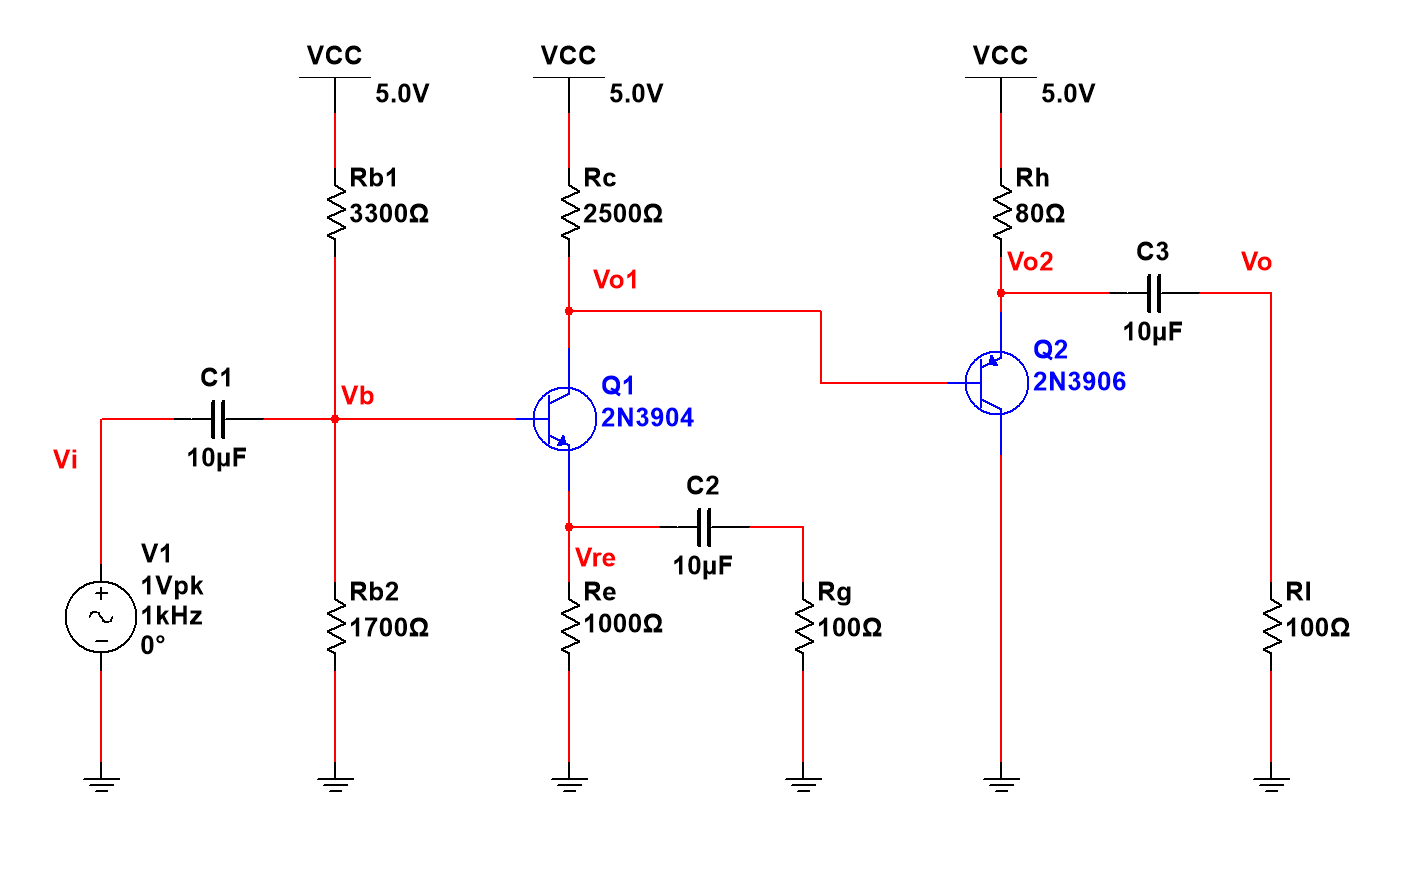 VCC
5.0V
VCC
5.0V
VCC
5.0V
Rb1
3300Ω
Rc
2500Ω
Rh
80Ω
Vo1
Vo2
C3
10µF
Vo
C1
10µF
Vb
Q1
2N3904
Q2
2N3906
Vi
C2
10µF
Vre
V1
1Vpk
1kHz
0°
Rb2
1700Ω
Re
1000Ω
Rg
100Ω
Rl
100Ω